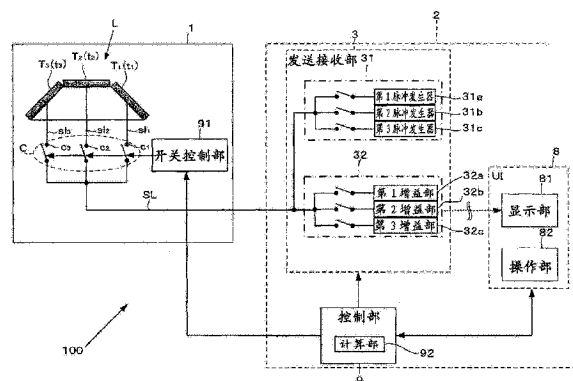 L
1
2
T₃(t₃)
T₂(t₂)
T₁(t₁)
sl₃
sl₂
sl₁
C
c₃
c₂
c₁
91
开关控制部
SL
100
3
发送接收部
31
第1脉冲发生器
31a
第2脉冲发生器
31b
第3脉冲发生器
31c
32
第1增益部
32a
第2增益部
32b
第3增益部
32c
8
UI
81
显示部
82
操作部
控制部
计算部
92
9